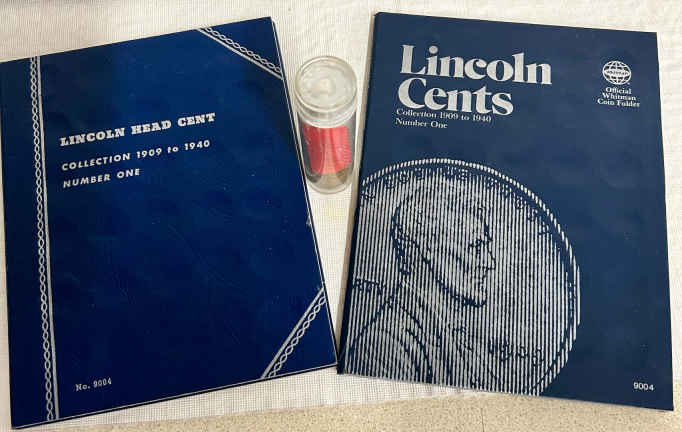 LINCOLN HEAD CENT
COLLECTION 1909 to 1940
NUMBER ONE
No. 9004
Lincoln
Cents
Collection 1909 to 1940
Number One
Official
Whitman
Coin Folder
1909
9004